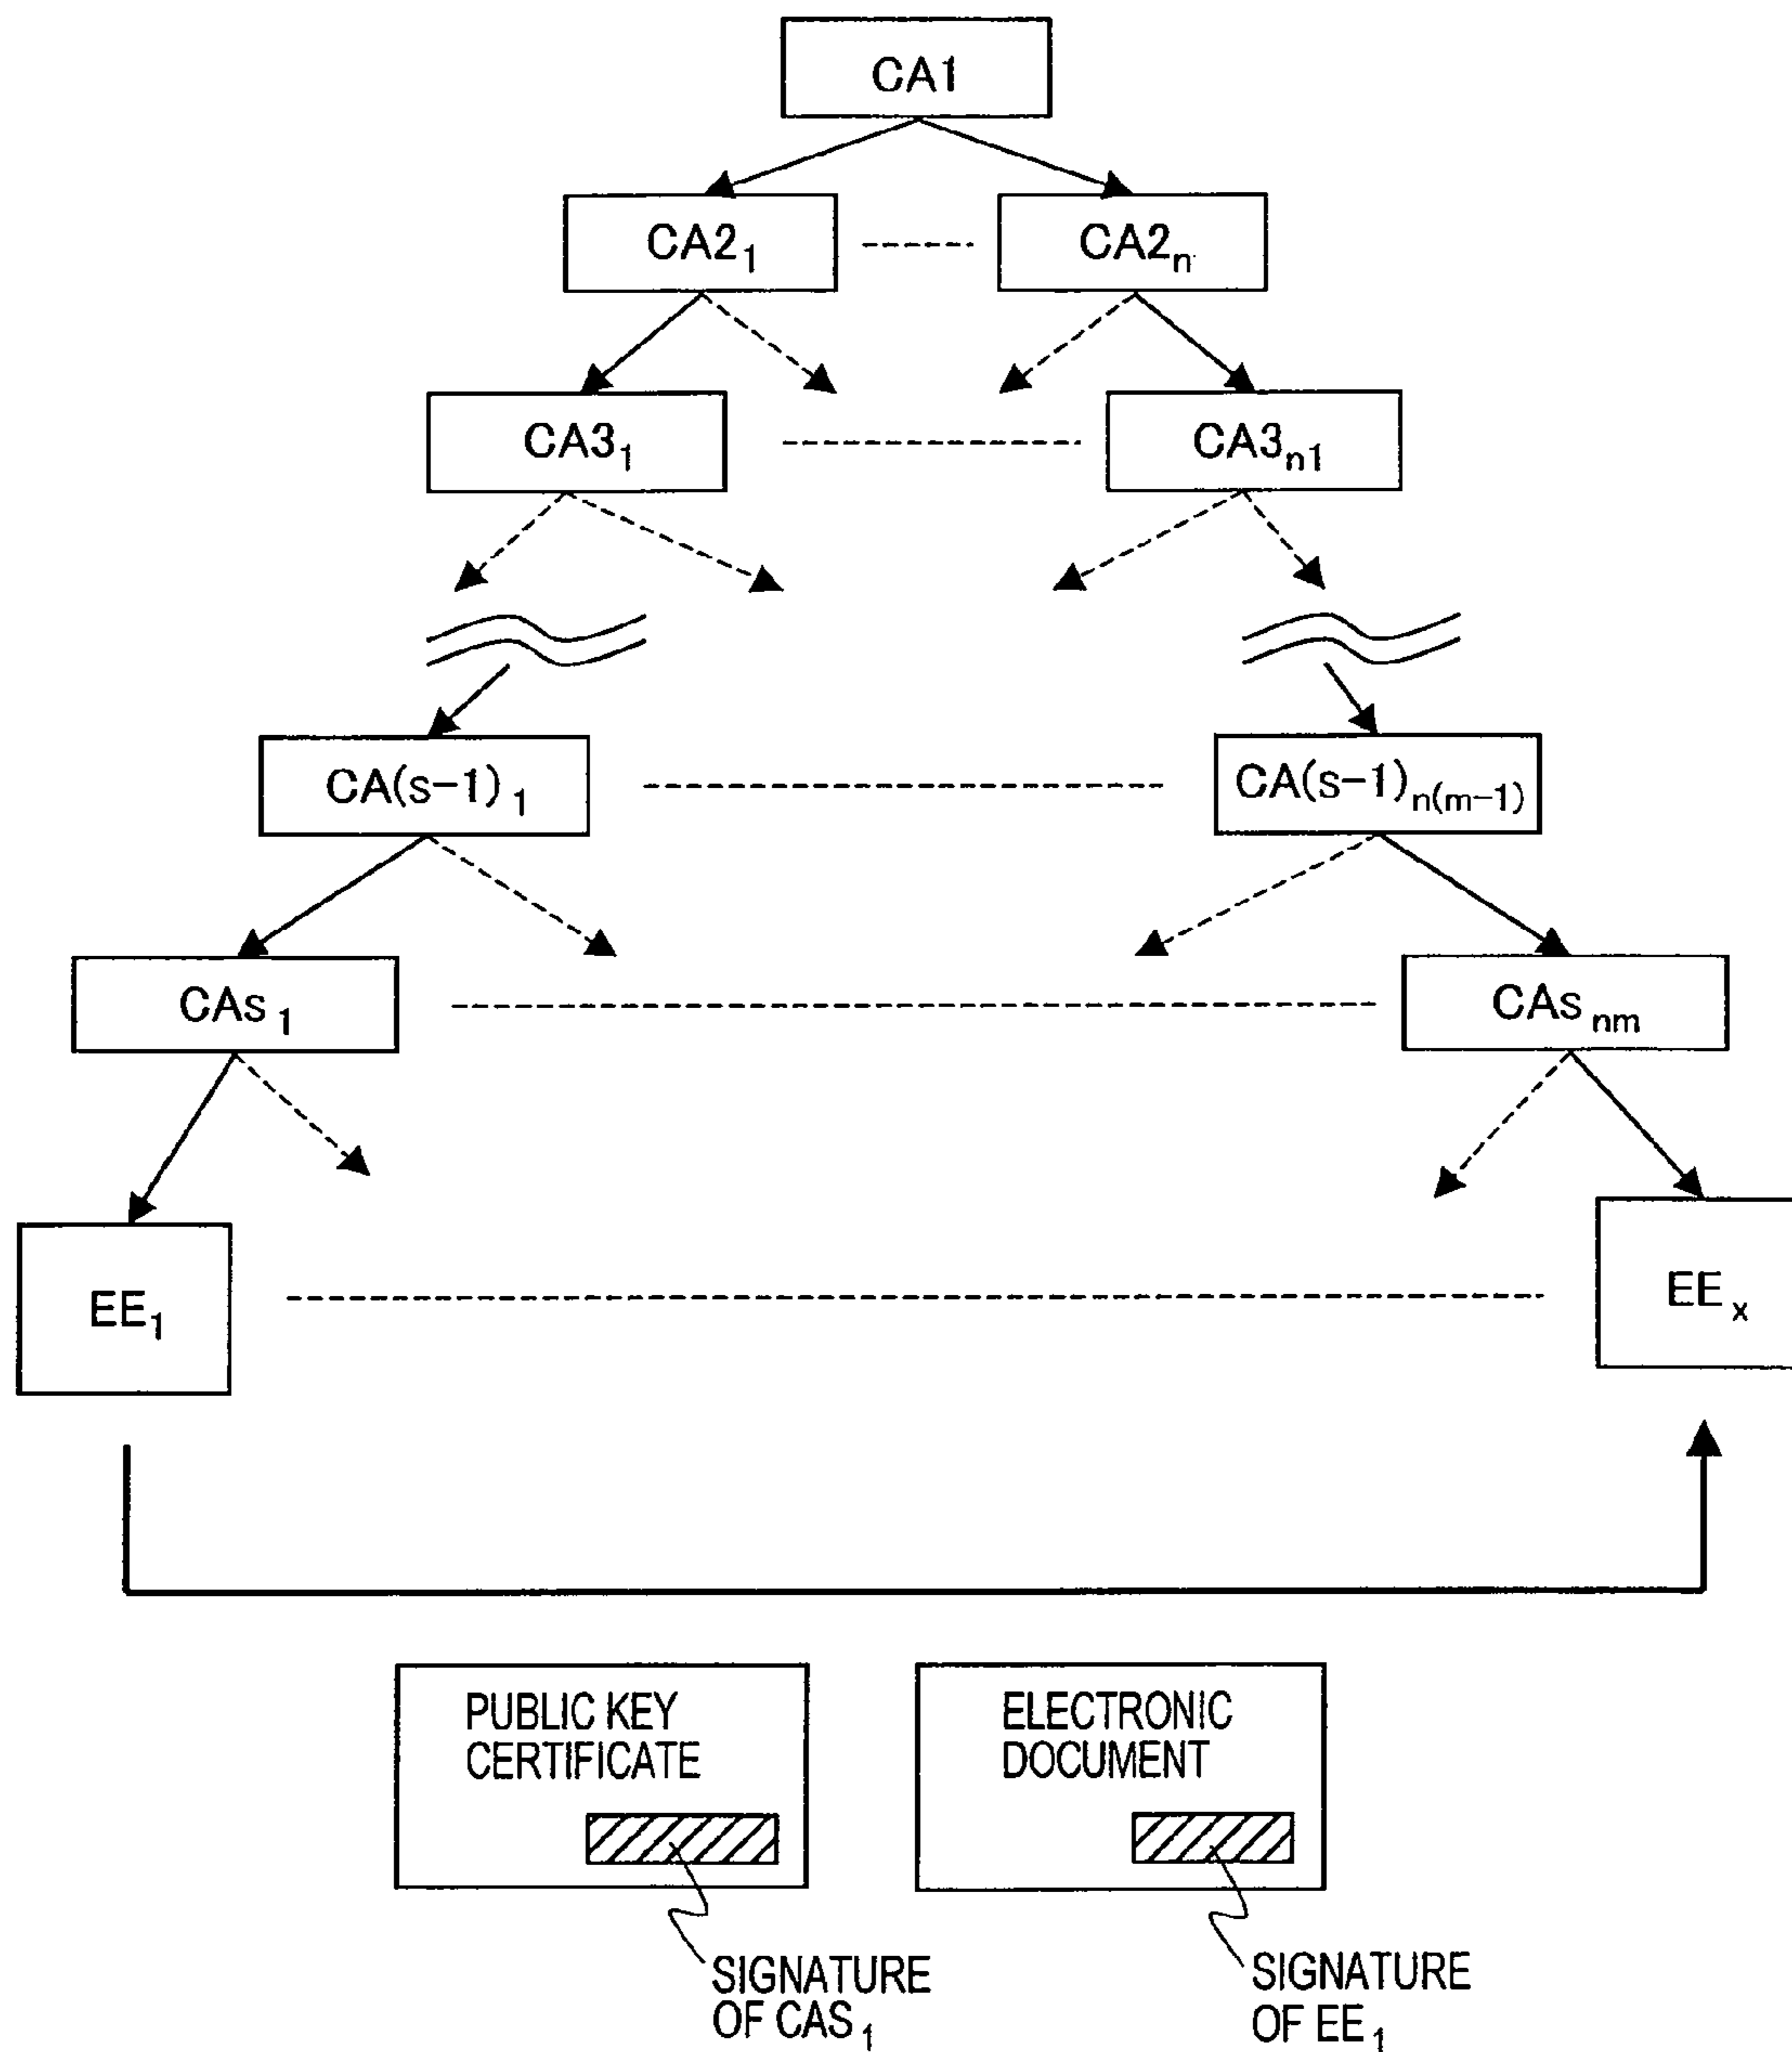 CA1
CA2₁
CA2ₙ
CA3₁
CA3ₙ₁
CA(s-1)₁
CA(s-1)ₙ₍ₘ₋₁₎
CAs₁
CAsₙₘ
EE₁
EEₓ
PUBLIC KEY
CERTIFICATE
ELECTRONIC
DOCUMENT
SIGNATURE
OF CAS₁
SIGNATURE
OF EE₁